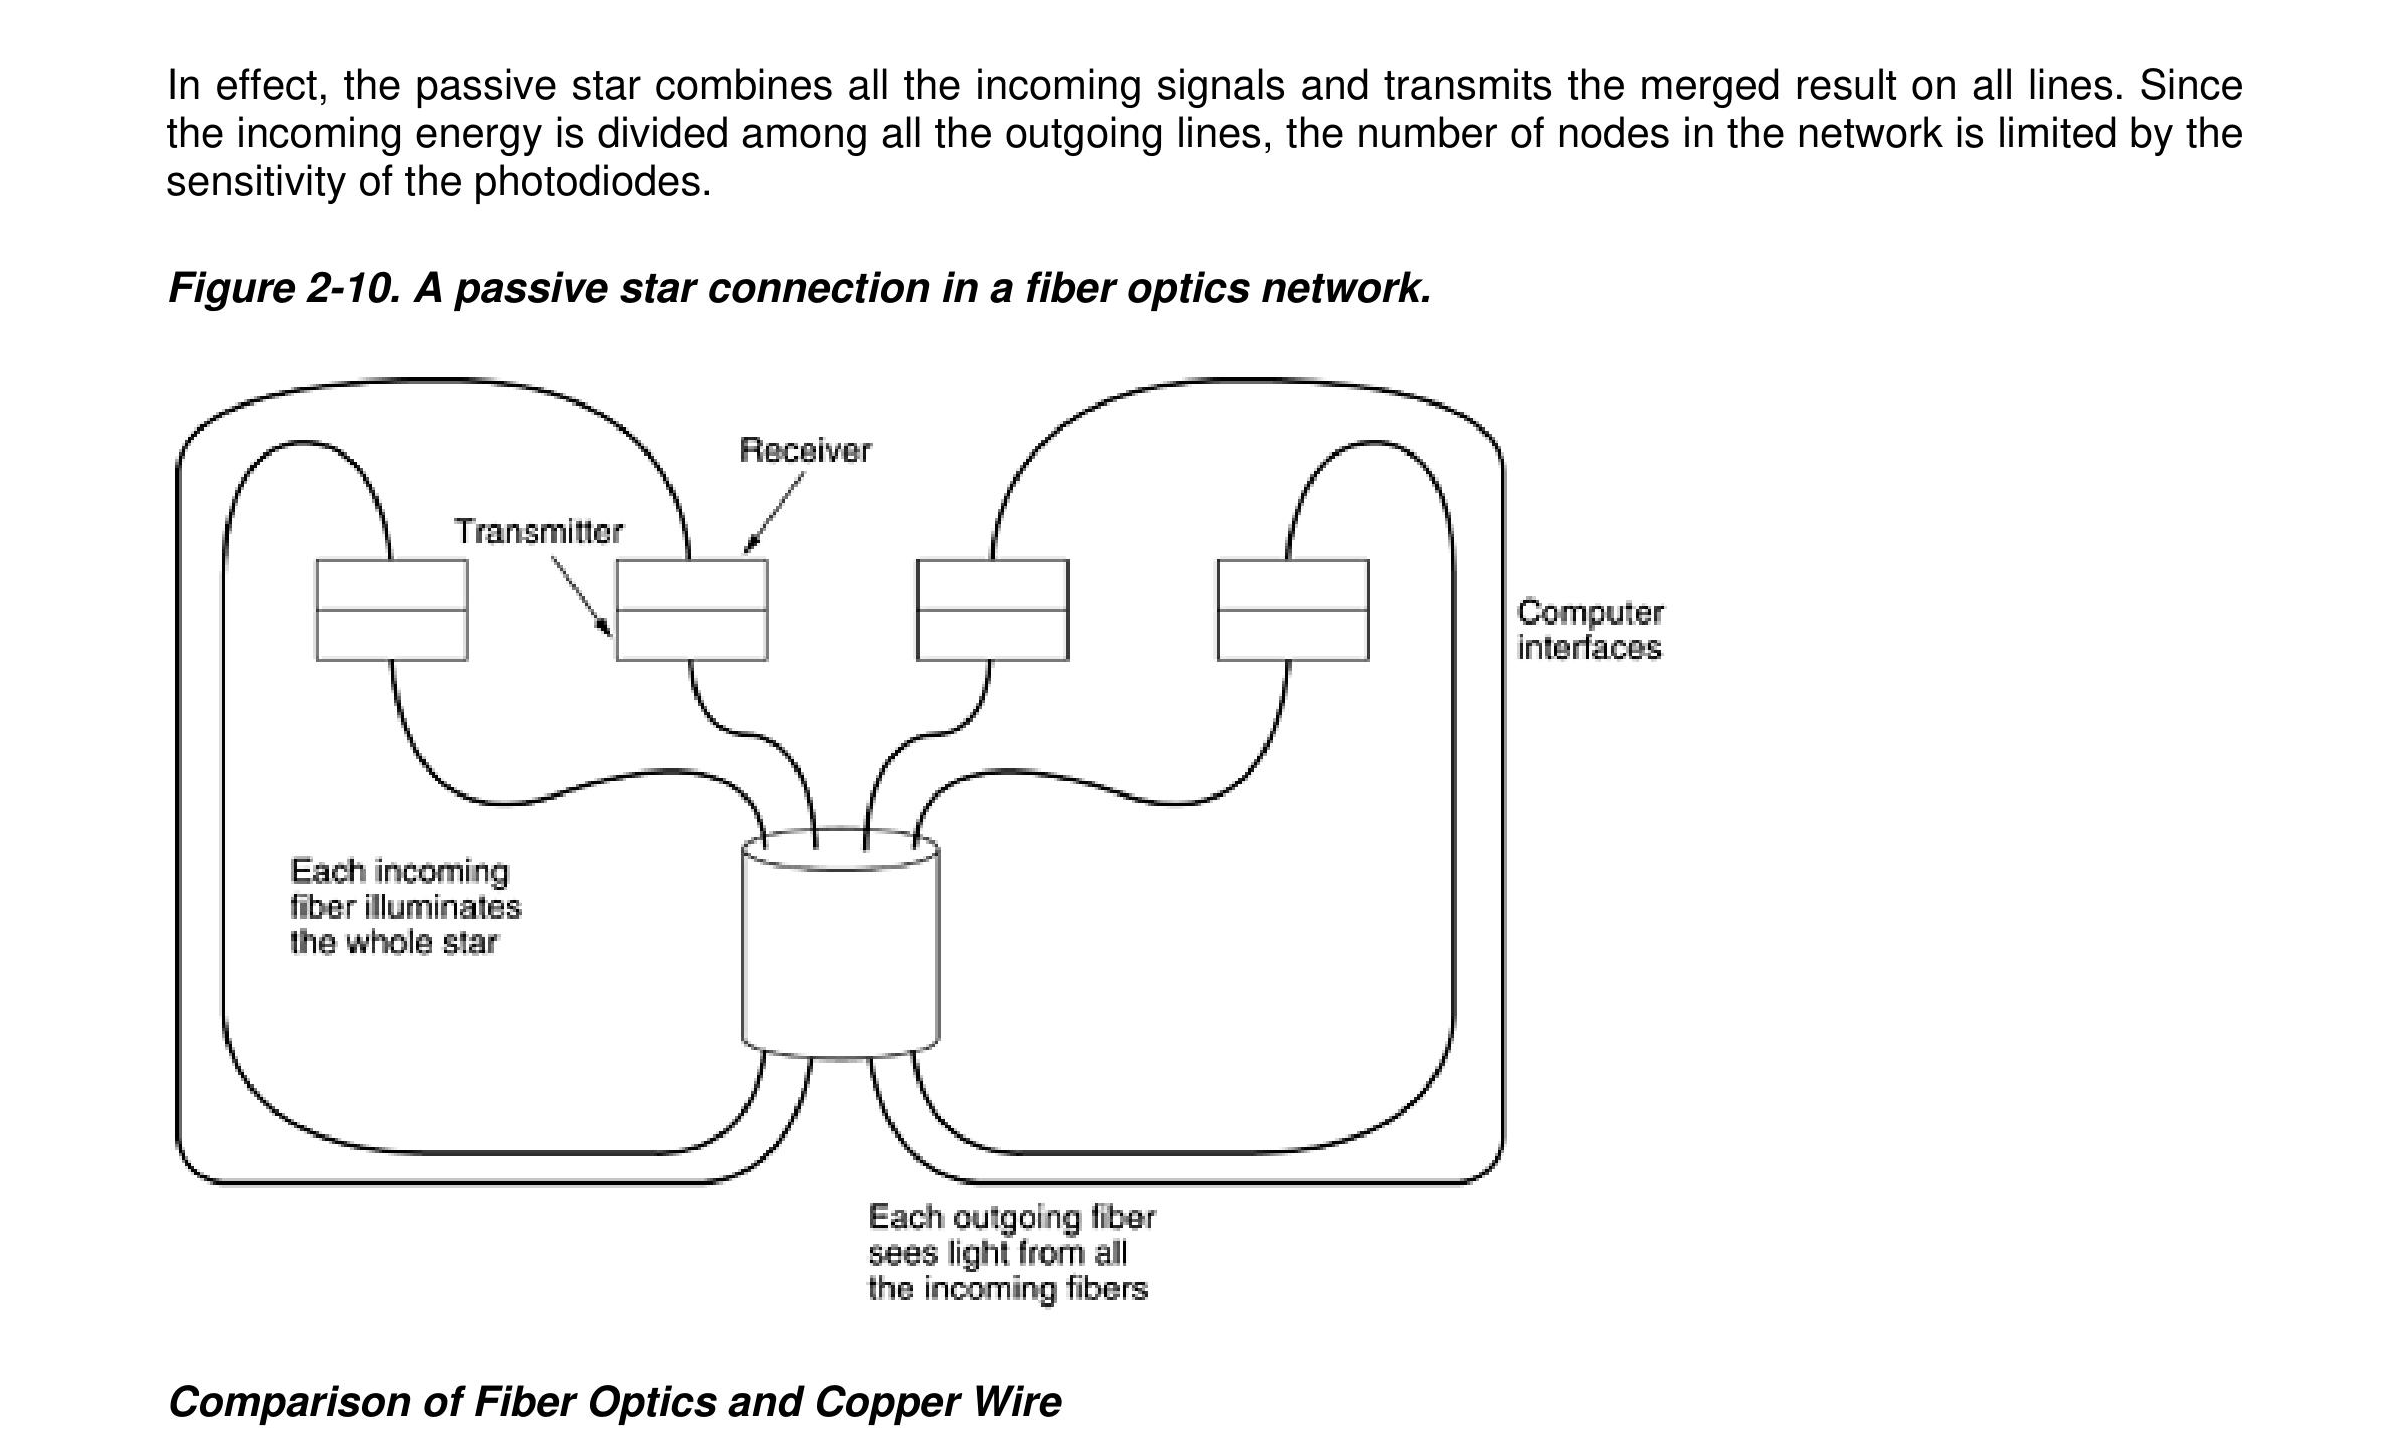 In effect, the passive star combines all the incoming signals and transmits the merged result on all lines. Since
the incoming energy is divided among all the outgoing lines, the number of nodes in the network is limited by the
sensitivity of the photodiodes.
Figure 2-10. A passive star connection in a fiber optics network.
Receiver
Transmitter
Computer
interfaces
Each incoming
fiber illuminates
the whole star
Each outgoing fiber
sees light from all
the incoming fibers
Comparison of Fiber Optics and Copper Wire